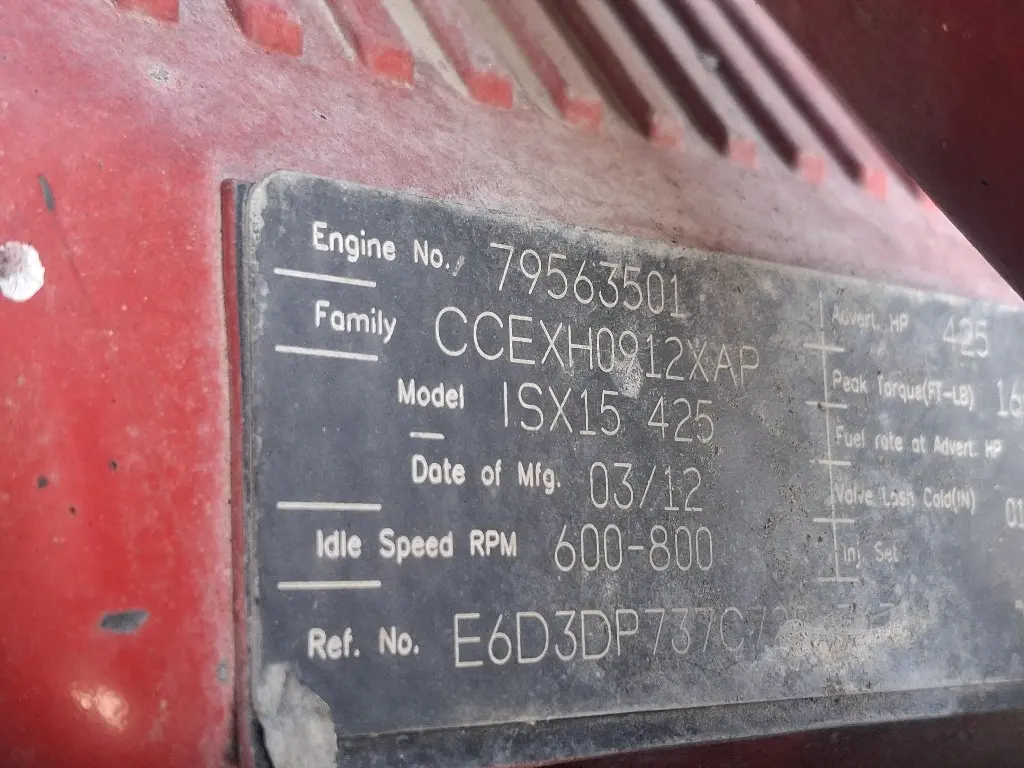 Engine No. 79563501
Family CCEXH0912XAP
Model ISX15 425
Date of Mfg. 03/12
Idle Speed RPM 600-800
Ref. No.
Advert. HP 425
Peak Torque(FT-LB)
Fuel rate at Advert. HP
Valve Lash Cold(IN)
Inj Set